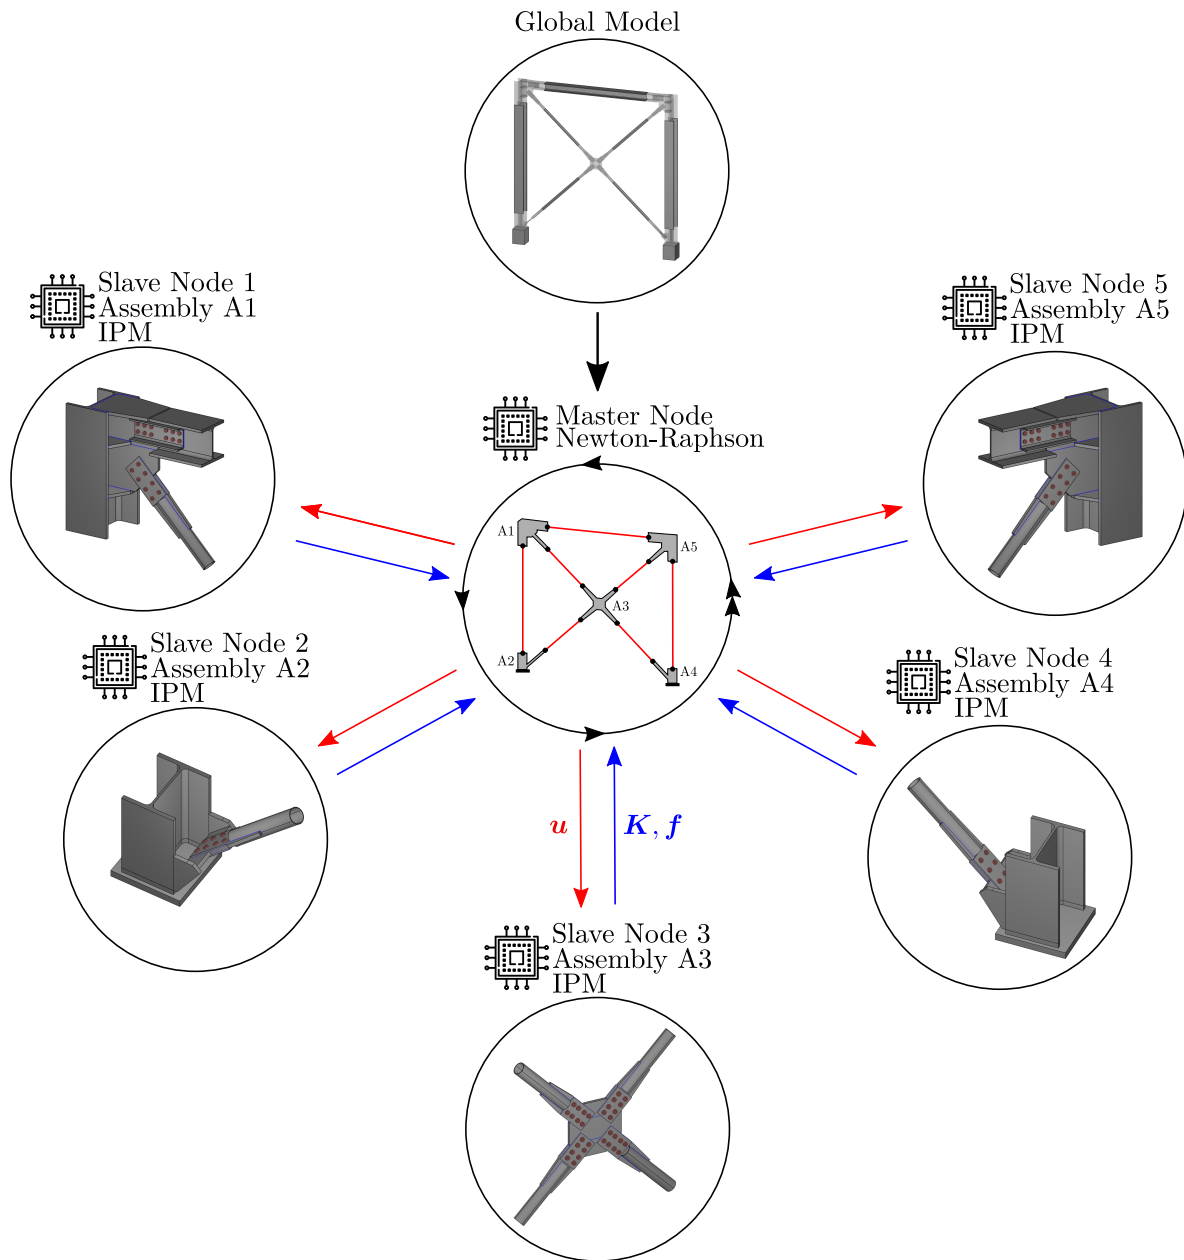 Global Model
Slave Node 1
Assembly A1
IPM
Slave Node 5
Assembly A5
IPM
Master Node
Newton-Raphson
A1
A5
A3
A2
A4
Slave Node 2
Assembly A2
IPM
Slave Node 4
Assembly A4
IPM
u
K, f
Slave Node 3
Assembly A3
IPM